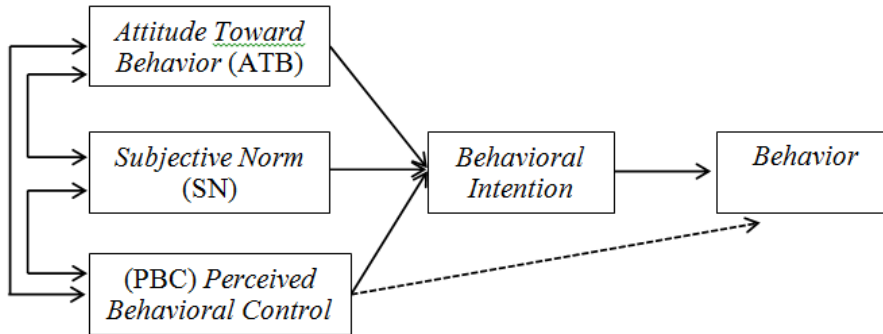 Attitude Toward
Behavior (ATB)
Subjective Norm
(SN)
(PBC) Perceived
Behavioral Control
Behavioral
Intention
Behavior